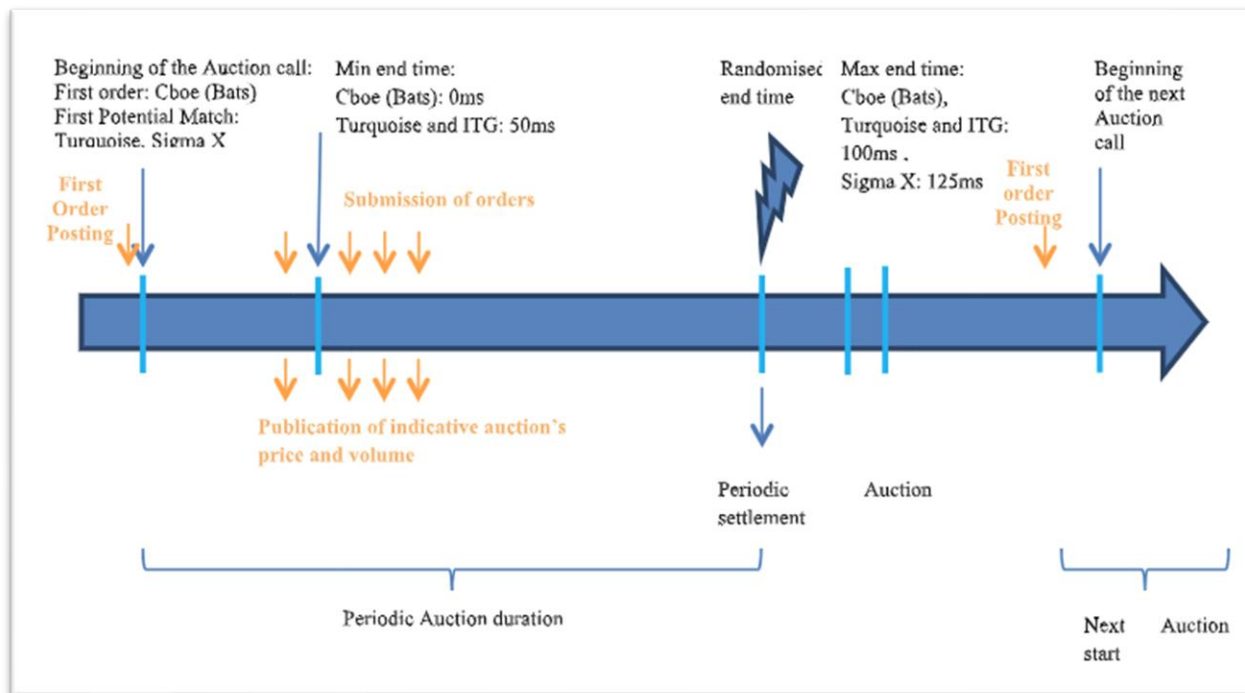 Beginning of the Auction call:
First order: Cboe (Bats)
First Potential Match:
Turquoise, Sigma X
Min end time:
Cboe (Bats): 0ms
Turquoise and ITG: 50ms
Randomised
end time
Max end time:
Cboe (Bats),
Turquoise and ITG:
100ms .
Sigma X: 125ms
Beginning
of the next
Auction
call
First
Order
Posting
Submission of orders
First
order
Posting
Publication of indicative auction's
price and volume
Periodic Auction
settlement
Periodic Auction duration
Next Auction
start